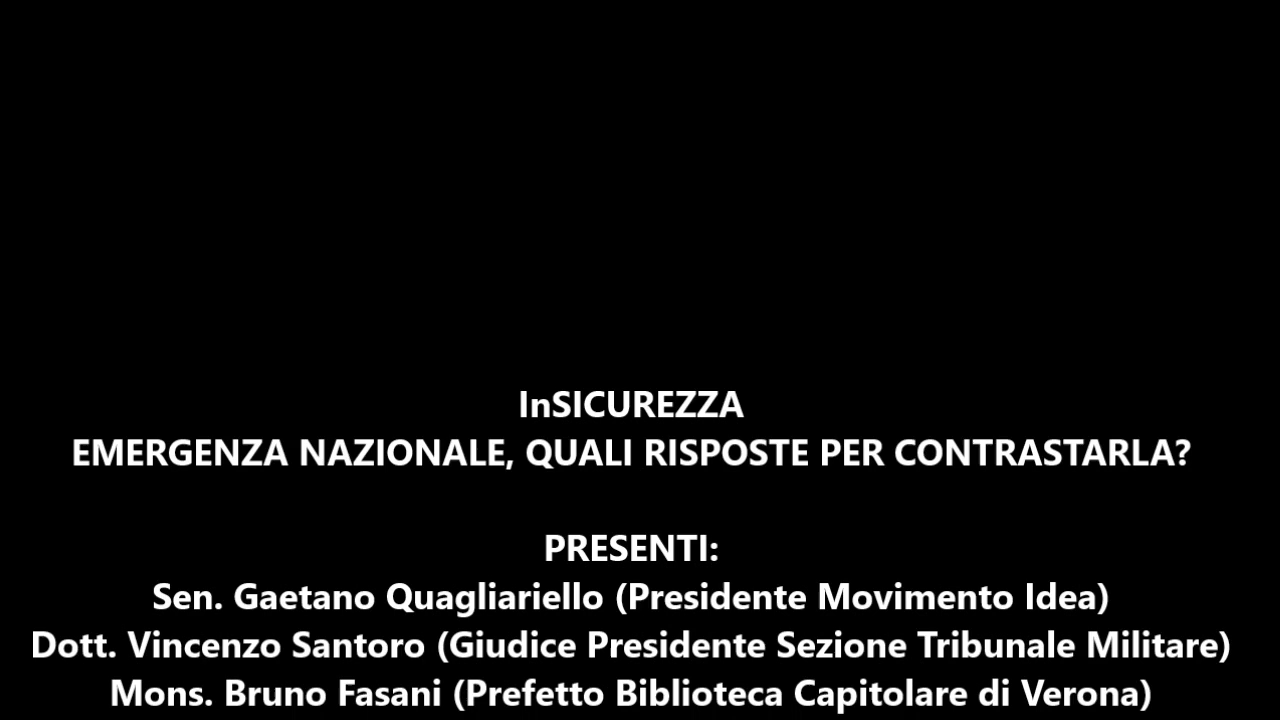 InSICUREZZA
EMERGENZA NAZIONALE, QUALI RISPOSTE PER CONTRASTARLA?
PRESENTI:
Sen. Gaetano Quagliariello (Presidente Movimento Idea)
Dott. Vincenzo Santoro (Giudice Presidente Sezione Tribunale Militare)
Mons. Bruno Fasani (Prefetto Biblioteca Capitolare di Verona)